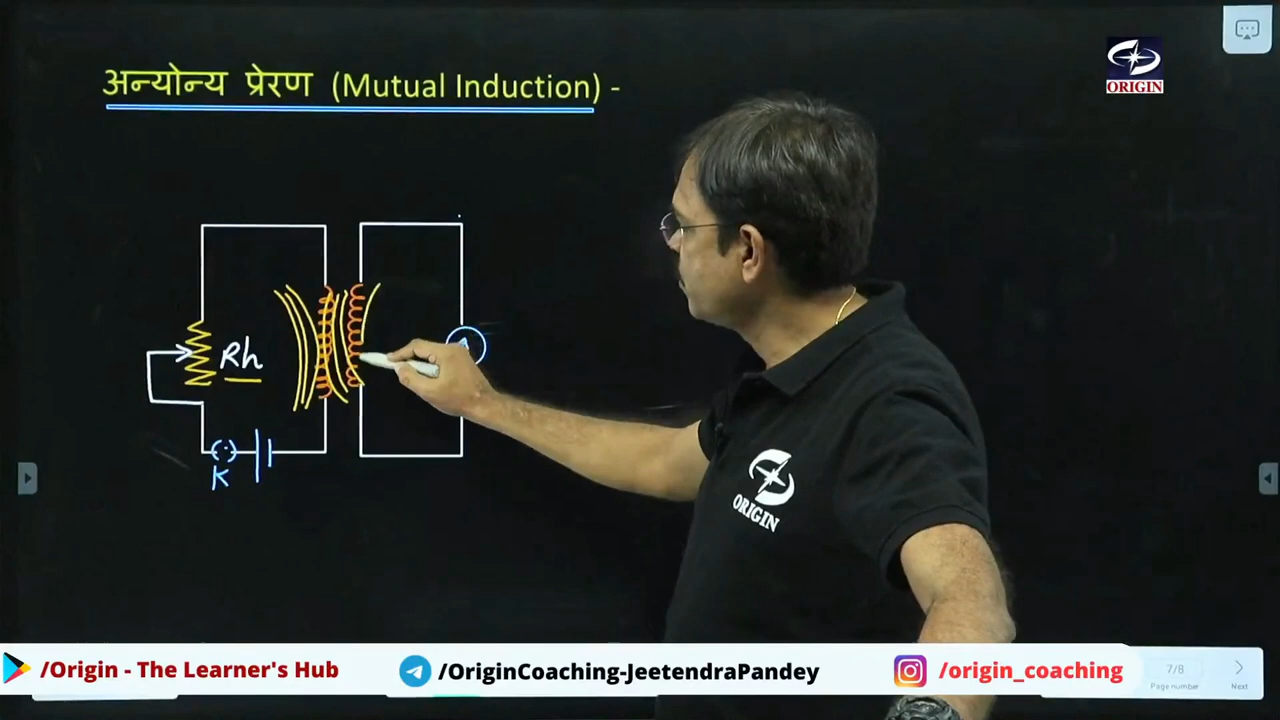 अन्योन्य प्रेरण (Mutual Induction) -
ORIGIN
Rh
K
ORIGIN
/Origin - The Learner's Hub
/OriginCoaching-JeetendraPandey
/origin_coaching
7/8
Page number
Next